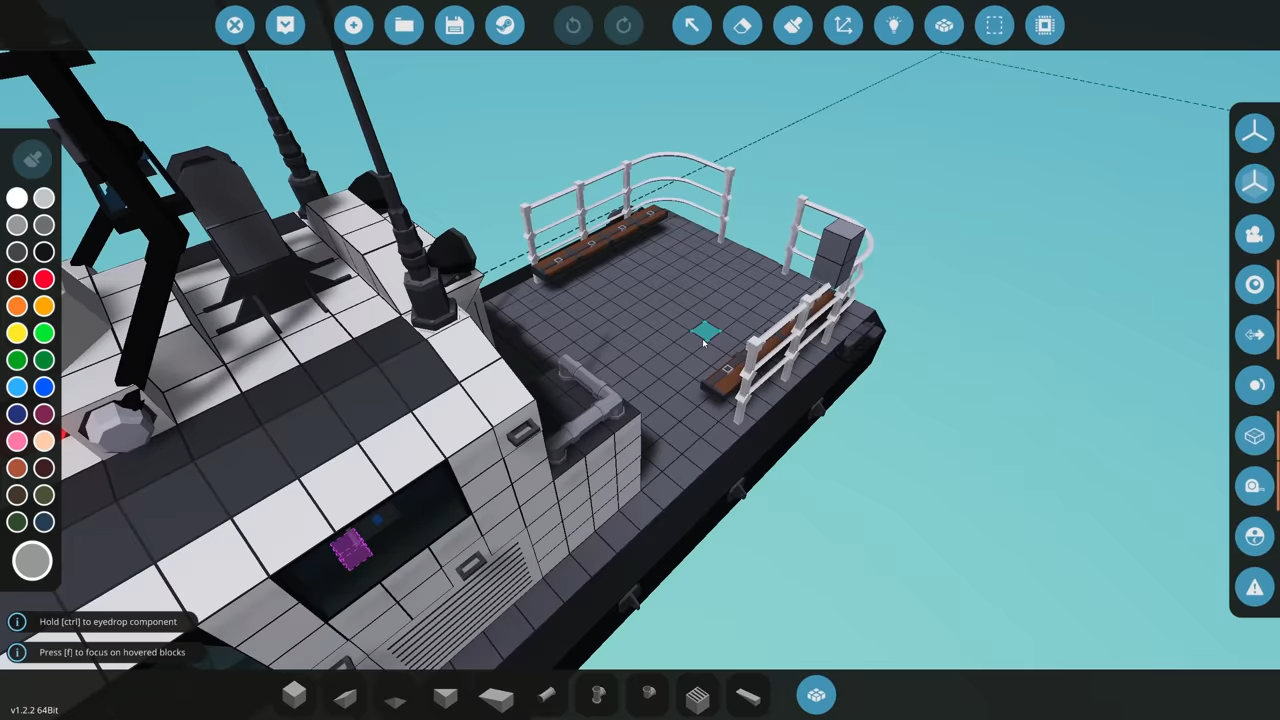 Hold [ctrl] to eyedrop component
Press [f] to focus on hovered blocks
v1.2.2 64Bit